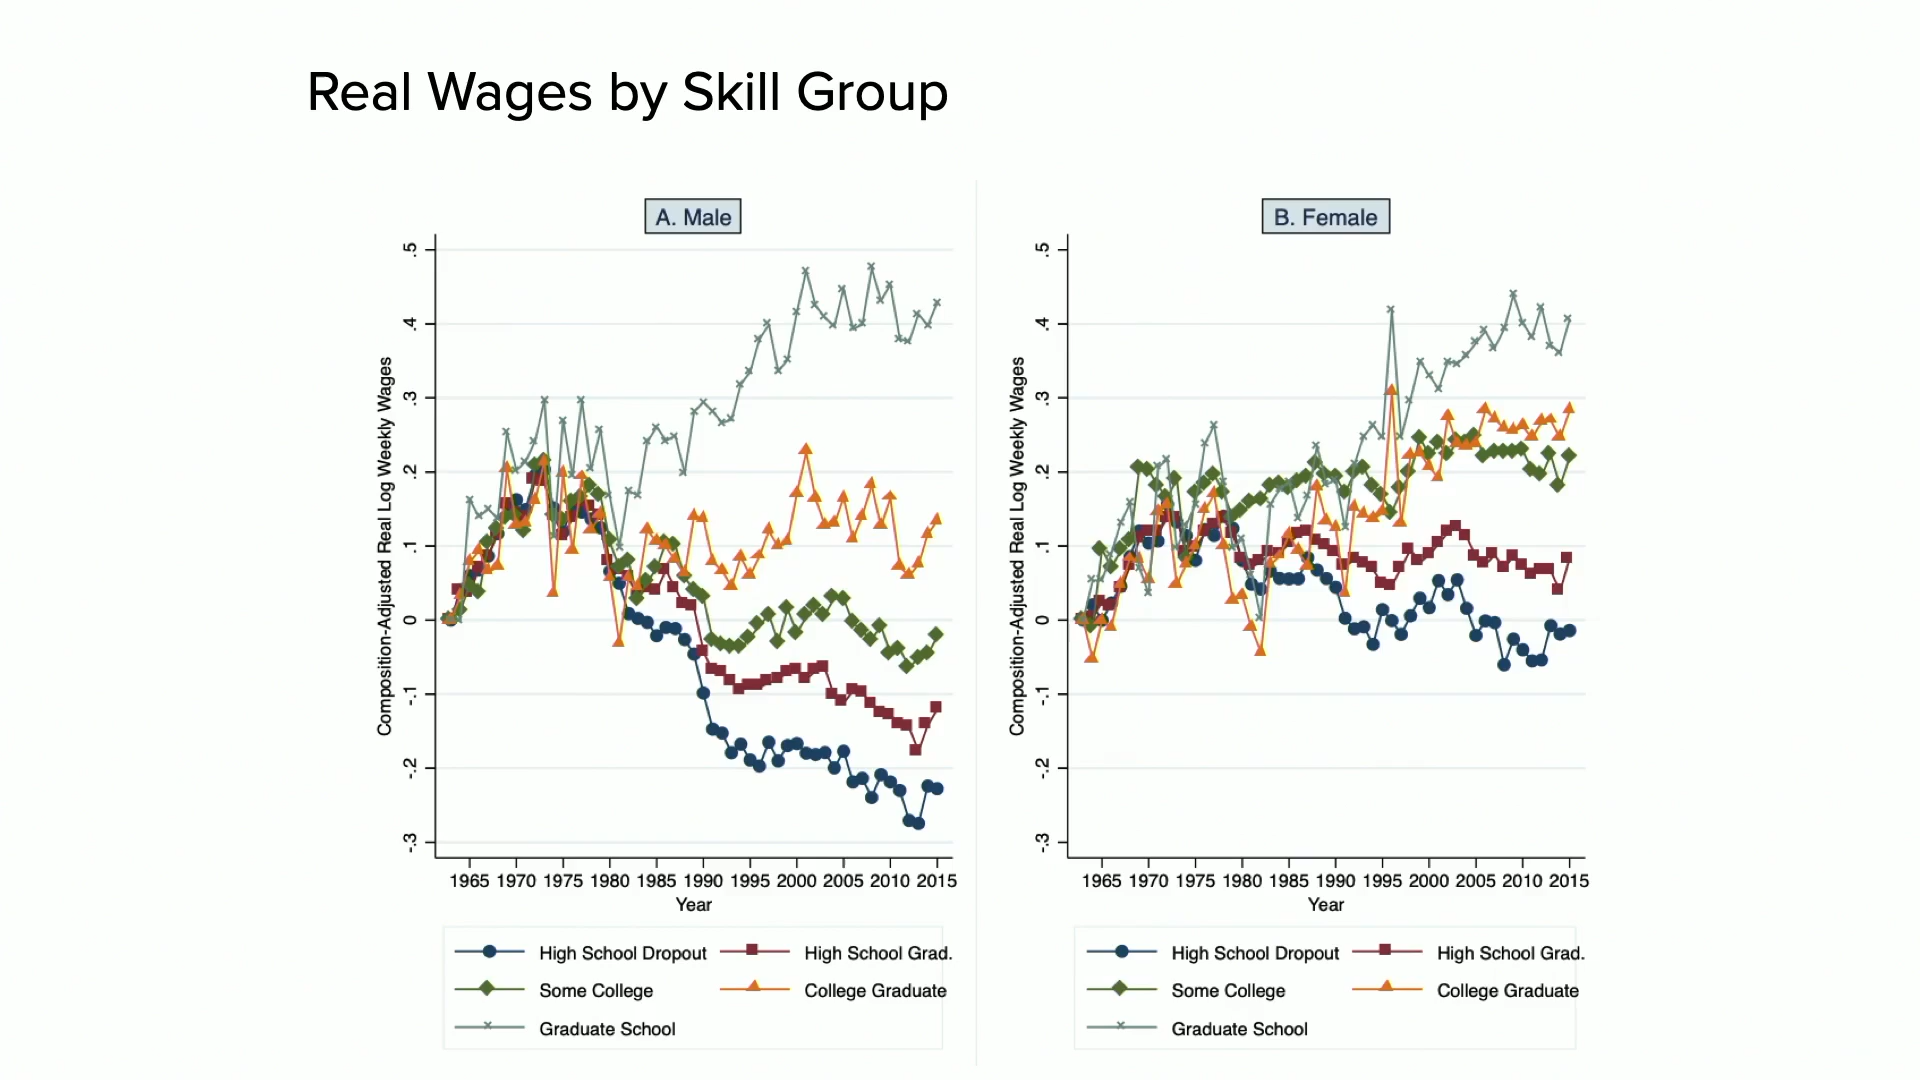 Real Wages by Skill Group
A. Male
.5
.4
.3
.2
.1
0
-.1
-.2
-.3
Composition-Adjusted Real Log Weekly Wages
1965 1970 1975 1980 1985 1990 1995 2000 2005 2010 2015
Year
High School Dropout High School Grad.
Some College College Graduate
Graduate School
B. Female
.5
.4
.3
.2
.1
0
-.1
-.2
-.3
Composition-Adjusted Real Log Weekly Wages
1965 1970 1975 1980 1985 1990 1995 2000 2005 2010 2015
Year
High School Dropout High School Grad.
Some College College Graduate
Graduate School